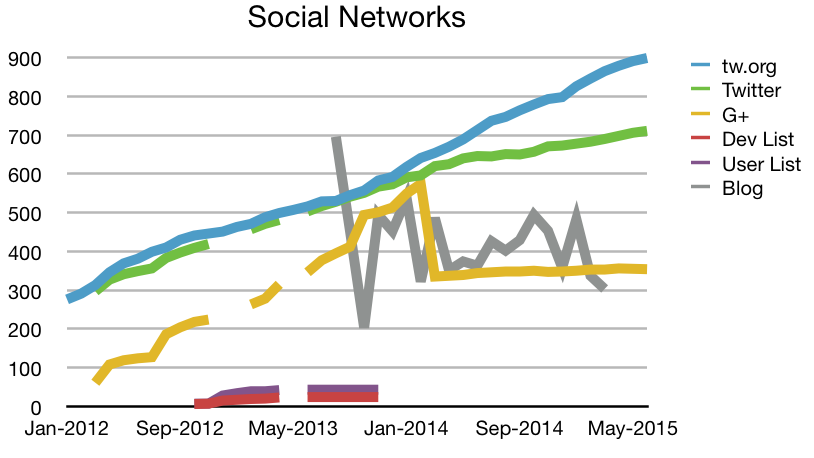 Social Networks
900
800
700
600
500
400
300
200
100
0
Jan-2012 Sep-2012 May-2013 Jan-2014 Sep-2014 May-2015
tw.org
Twitter
G+
Dev List
User List
Blog